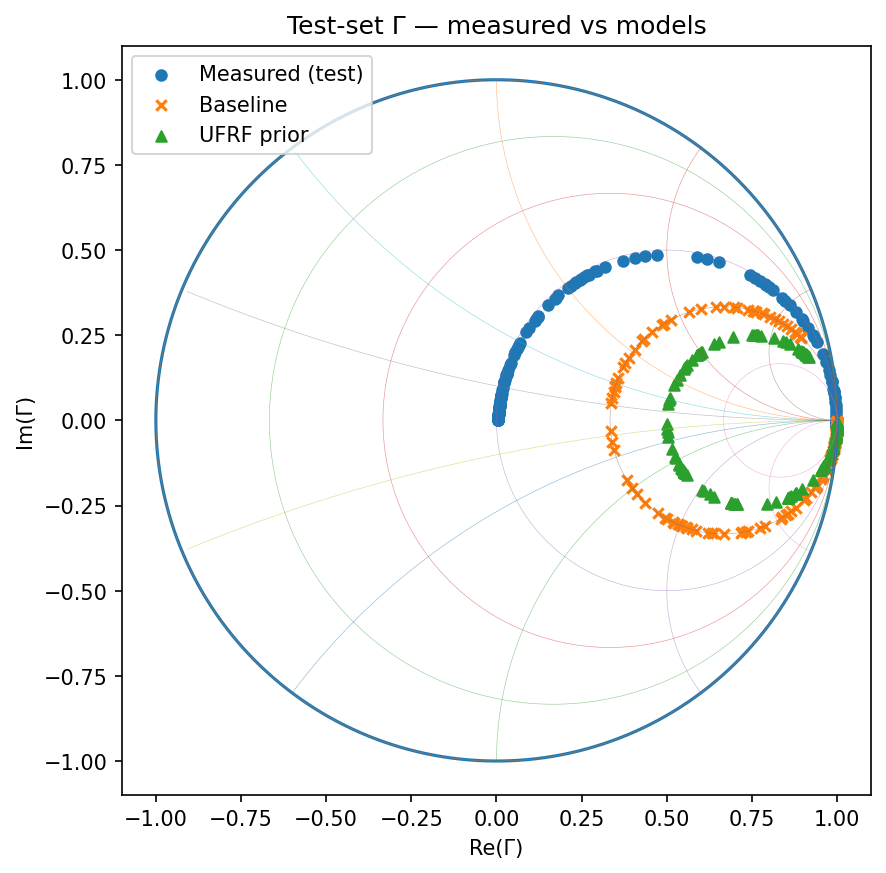 Test-set Γ — measured vs models
Measured (test)
Baseline
UFRF prior
1.00
0.75
0.50
0.25
0.00
−0.25
−0.50
−0.75
−1.00
Im(Γ)
−1.00 −0.75 −0.50 −0.25 0.00 0.25 0.50 0.75 1.00
Re(Γ)